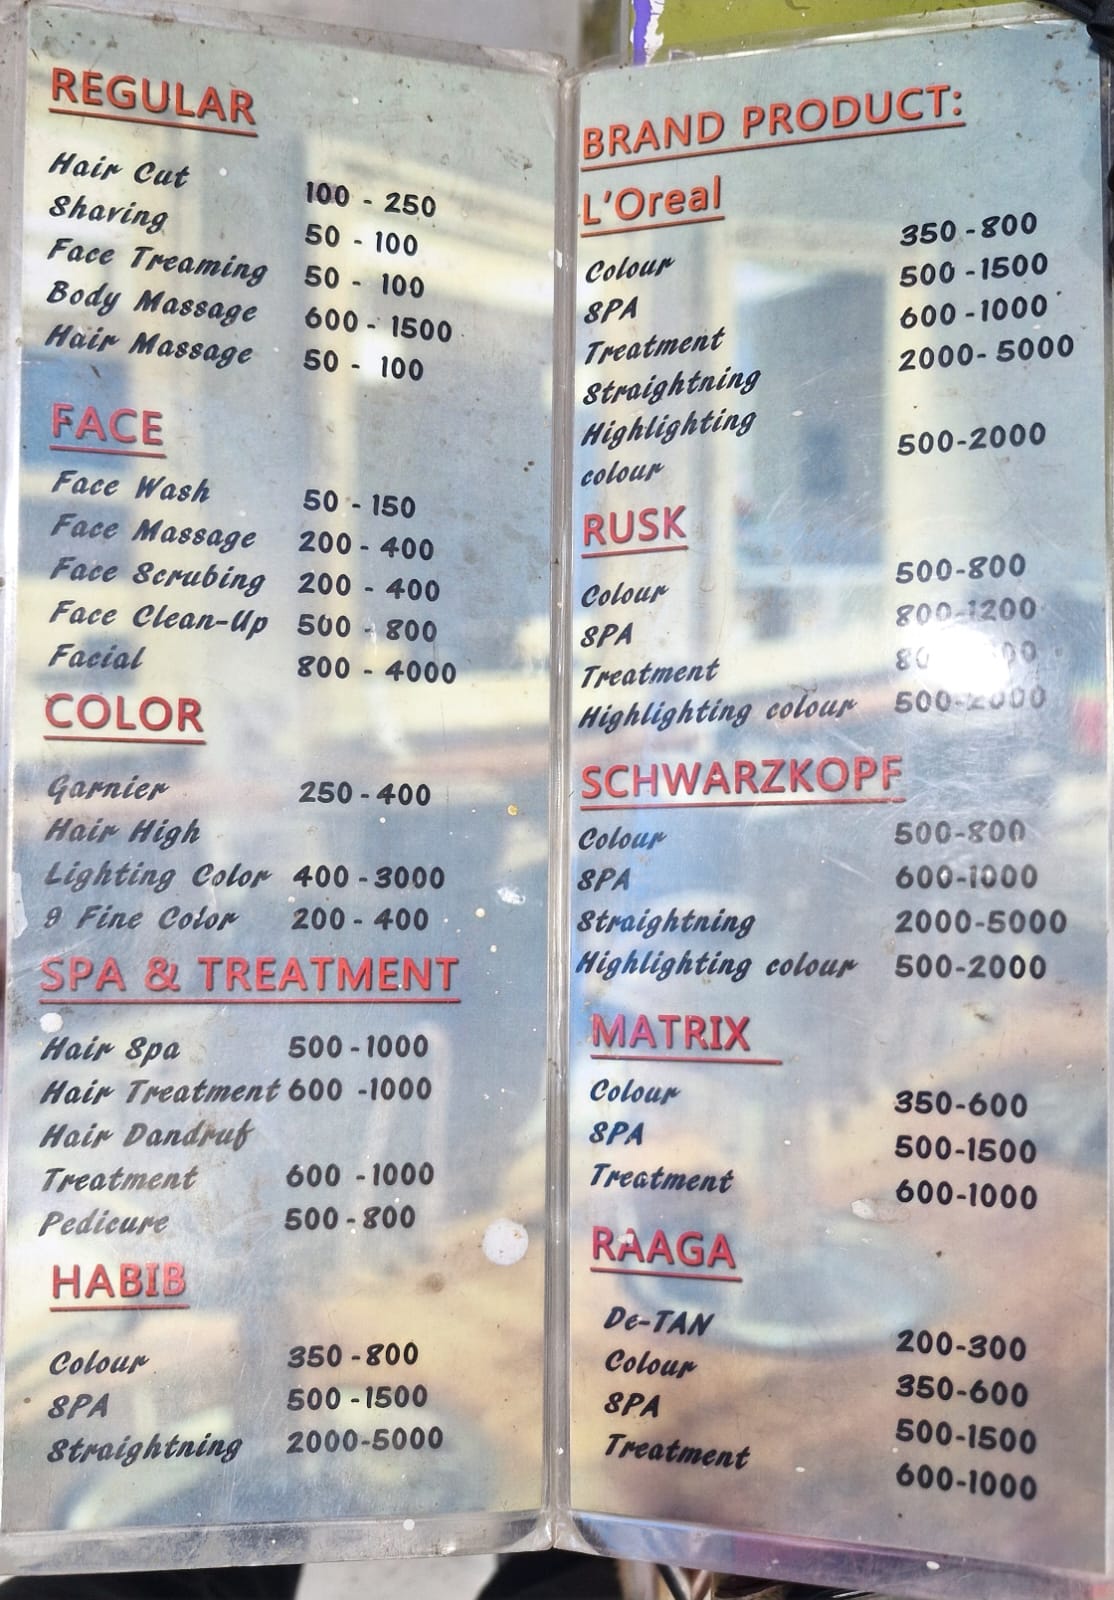 REGULAR
Hair Cut 100 - 250
Shaving 50 - 100
Face Treaming 50 - 100
Body Massage 600 - 1500
Hair Massage 50 - 100
FACE
Face Wash 50 - 150
Face Massage 200 - 400
Face Scrubing 200 - 400
Face Clean-Up 500 - 800
Facial 800 - 4000
COLOR
Garnier 250 - 400
Hair High
Lighting Color 400 - 3000
9 Fine Color 200 - 400
SPA & TREATMENT
Hair Spa 500 - 1000
Hair Treatment 600 - 1000
Hair Dandruf
Treatment 600 - 1000
Pedicure 500 - 800
HABIB
Colour 350 - 800
SPA 500 - 1500
Straightning 2000-5000
BRAND PRODUCT:
L'Oreal
Colour 350 - 800
SPA 500 - 1500
Treatment 600 - 1000
Straightning 2000- 5000
Highlighting 500-2000
colour
RUSK
Colour 500-800
SPA 800-1200
Treatment
Highlighting colour 500-2000
SCHWARZKOPF
Colour 500-800
SPA 600-1000
Straightning 2000-5000
Highlighting colour 500-2000
MATRIX
Colour 350-600
SPA 500-1500
Treatment 600-1000
RAAGA
De-TAN 200-300
Colour 350-600
SPA 500-1500
Treatment 600-1000